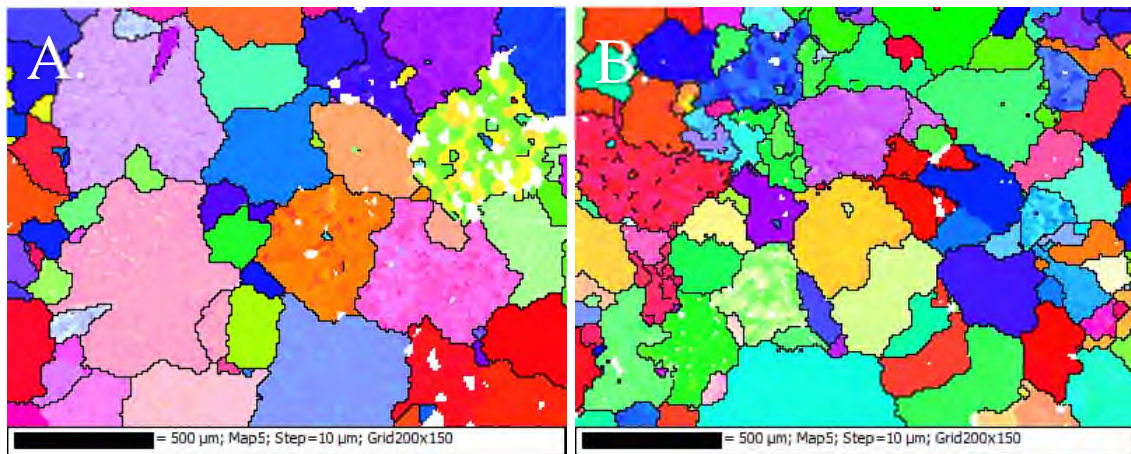 A
B
= 500 µm; Map5; Step=10 µm; Grid200x150
= 500 µm; Map5; Step=10 µm; Grid200x150